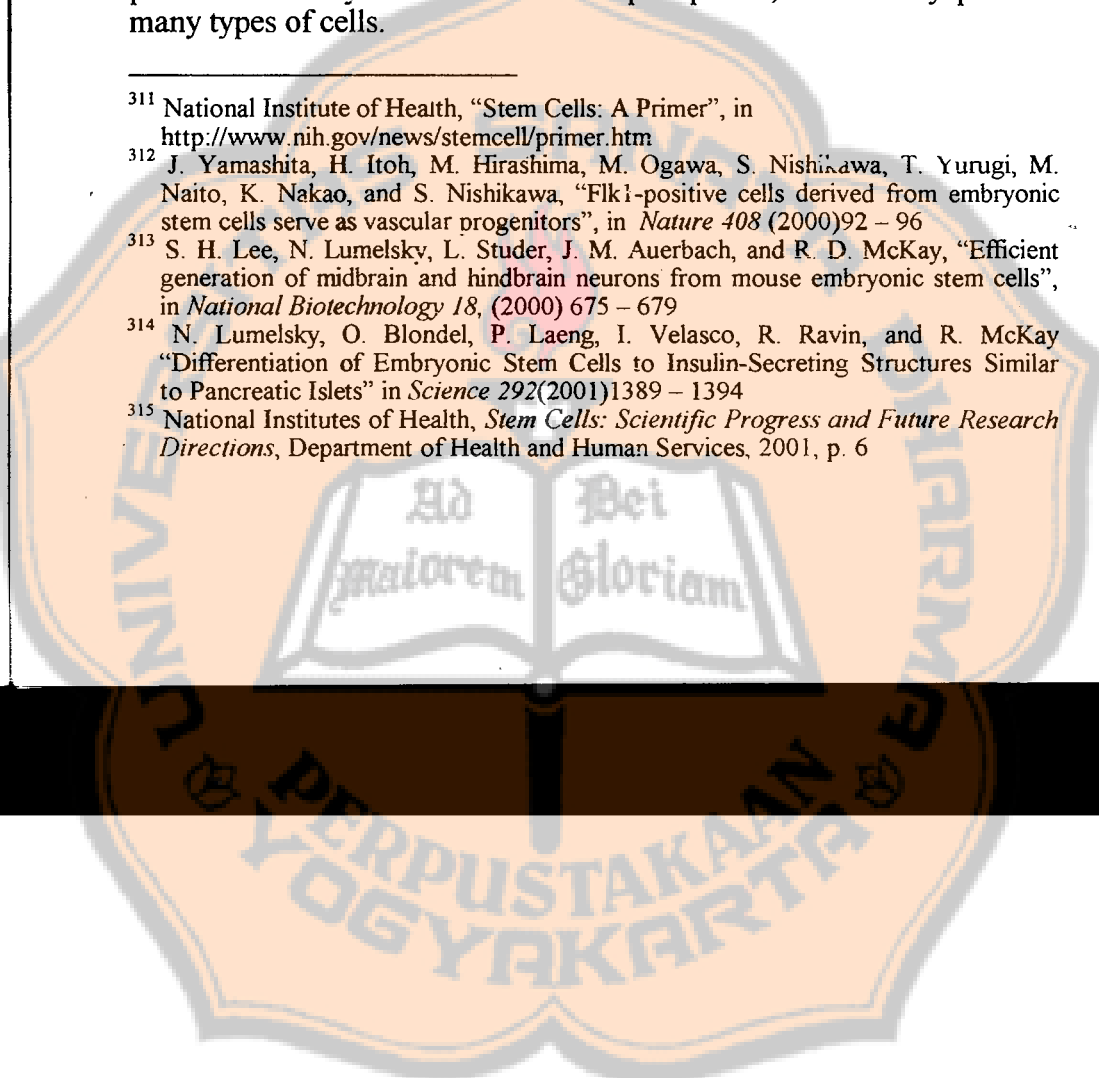 many types of cells.
311 National Institute of Health, “Stem Cells: A Primer”, in
http://www.nih.gov/news/stemcell/primer.htm
312 J. Yamashita, H. Itoh, M. Hirashima, M. Ogawa, S. Nishikawa, T. Yurugi, M.
Naito, K. Nakao, and S. Nishikawa, “Flk1-positive cells derived from embryonic
stem cells serve as vascular progenitors”, in Nature 408 (2000)92 – 96
313 S. H. Lee, N. Lumelsky, L. Studer, J. M. Auerbach, and R. D. McKay, “Efficient
generation of midbrain and hindbrain neurons from mouse embryonic stem cells”,
in National Biotechnology 18, (2000) 675 – 679
314 N. Lumelsky, O. Blondel, P. Laeng, I. Velasco, R. Ravin, and R. McKay
“Differentiation of Embryonic Stem Cells to Insulin-Secreting Structures Similar
to Pancreatic Islets” in Science 292(2001)1389 – 1394
315 National Institutes of Health, Stem Cells: Scientific Progress and Future Research
Directions, Department of Health and Human Services, 2001, p. 6
UNIVERSITAS SANATA DHARMA
Ad Dei
maiorem Gloriam
PERPUSTAKAAN
YOGYAKARTA